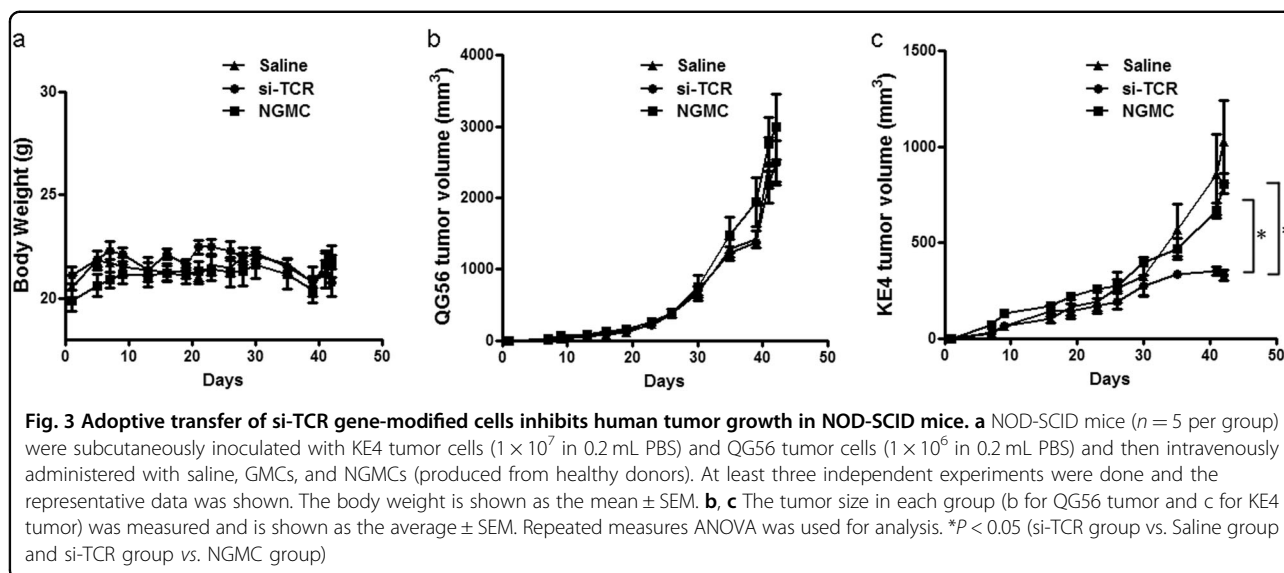 a
Saline
si-TCR
NGMC
Body Weight (g)
30
25
20
0 10 20 30 40 50
Days
b
Saline
si-TCR
NGMC
QG56 tumor volume (mm³)
4000
3000
2000
1000
0
0 10 20 30 40 50
Days
c
Saline
si-TCR
NGMC
KE4 tumor volume (mm³)
1500
1000
500
0
0 10 20 30 40 50
Days
*
*
Fig. 3 Adoptive transfer of si-TCR gene-modified cells inhibits human tumor growth in NOD-SCID mice. a NOD-SCID mice (n = 5 per group)
were subcutaneously inoculated with KE4 tumor cells (1 × 10⁷ in 0.2 mL PBS) and QG56 tumor cells (1 × 10⁶ in 0.2 mL PBS) and then intravenously
administered with saline, GMCs, and NGMCs (produced from healthy donors). At least three independent experiments were done and the
representative data was shown. The body weight is shown as the mean ± SEM. b, c The tumor size in each group (b for QG56 tumor and c for KE4
tumor) was measured and is shown as the average ± SEM. Repeated measures ANOVA was used for analysis. *P < 0.05 (si-TCR group vs. Saline group
and si-TCR group vs. NGMC group)